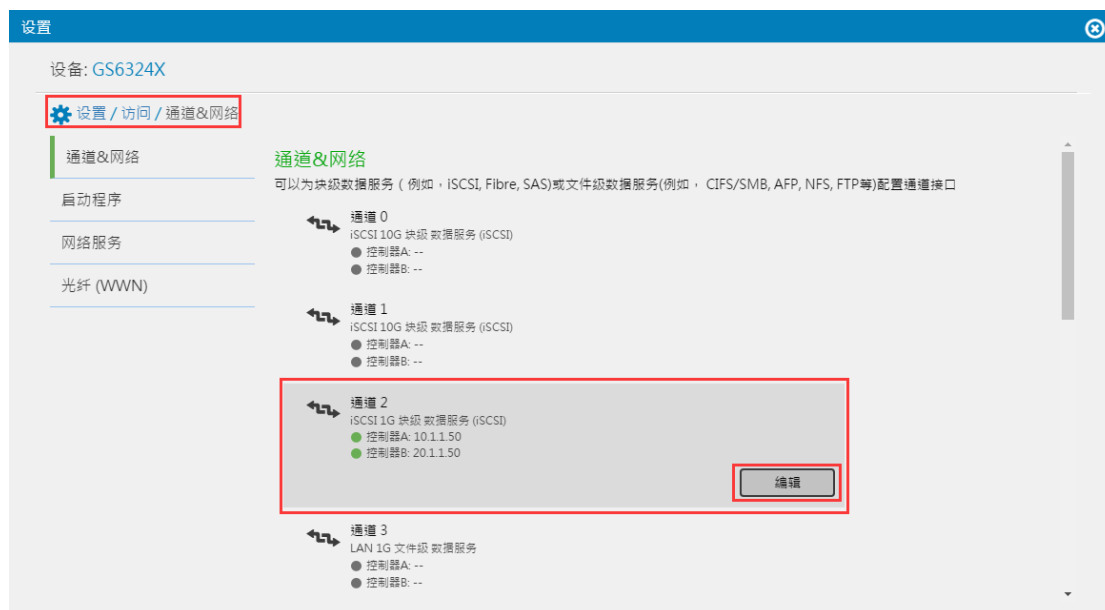 设置
设备: GS6324X
设置 / 访问 / 通道&网络
通道&网络
启动程序
网络服务
光纤 (WWN)
通道&网络
可以为块级数据服务 ( 例如，iSCSI, Fibre, SAS)或文件级数据服务(例如， CIFS/SMB, AFP, NFS, FTP等)配置通道接口
通道 0
iSCSI 10G 块级 数据服务 (iSCSI)
控制器A: --
控制器B: --
通道 1
iSCSI 10G 块级 数据服务 (iSCSI)
控制器A: --
控制器B: --
通道 2
iSCSI 1G 块级 数据服务 (iSCSI)
控制器A: 10.1.1.50
控制器B: 20.1.1.50
编辑
通道 3
LAN 1G 文件级 数据服务
控制器A: --
控制器B: --